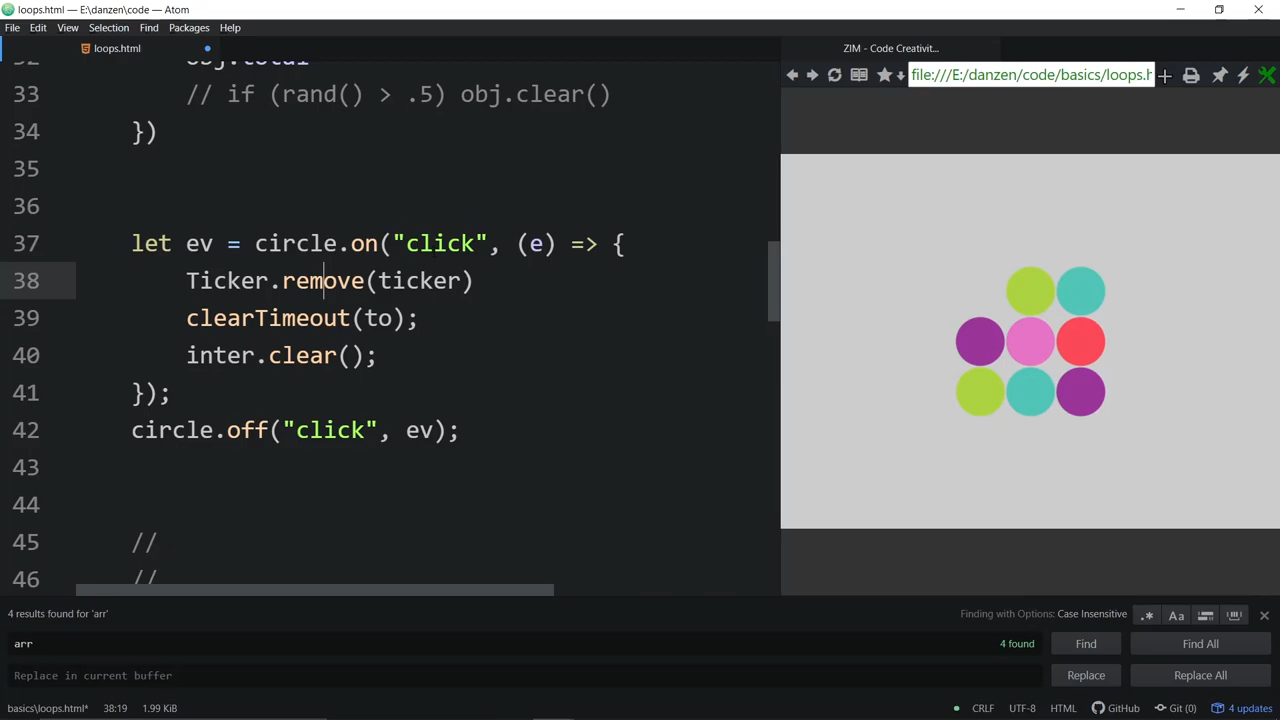 loops.html — E:\danzen\code — Atom
File Edit View Selection Find Packages Help
loops.html
ZIM - Code Creativit...
file:///E:/danzen/code/basics/loops.h
32 obj.total
33 // if (rand() > .5) obj.clear()
34 })
35
36
37 let ev = circle.on("click", (e) => {
38 Ticker.remove(ticker)
39 clearTimeout(to);
40 inter.clear();
41 });
42 circle.off("click", ev);
43
44
45 //
46 //
4 results found for 'arr'
Finding with Options: Case Insensitive
.* Aa
arr
4 found
Find
Find All
Replace in current buffer
Replace
Replace All
basics\loops.html* 38:19 1.99 KiB
CRLF UTF-8 HTML GitHub Git (0) 4 updates